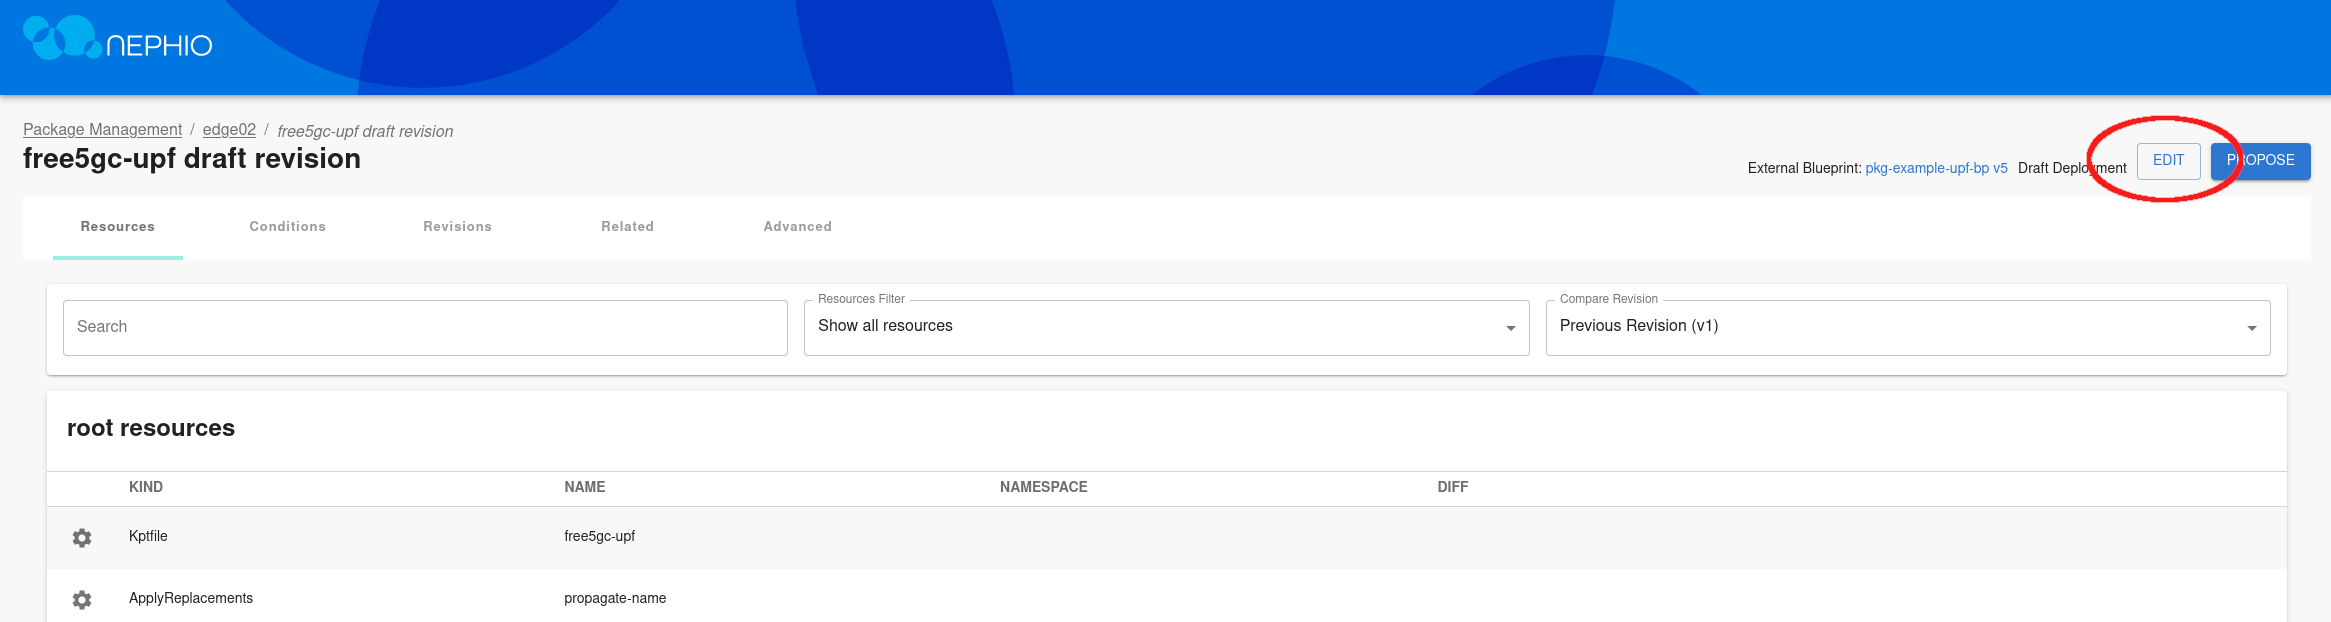 NEPHIO
Package Management / edge02 / free5gc-upf draft revision
free5gc-upf draft revision
External Blueprint: pkg-example-upf-bp v5 Draft Deployment EDIT PROPOSE
Resources Conditions Revisions Related Advanced
Resources Filter Compare Revision
Search Show all resources Previous Revision (v1)
root resources
KIND NAME NAMESPACE DIFF
Kptfile free5gc-upf
ApplyReplacements propagate-name